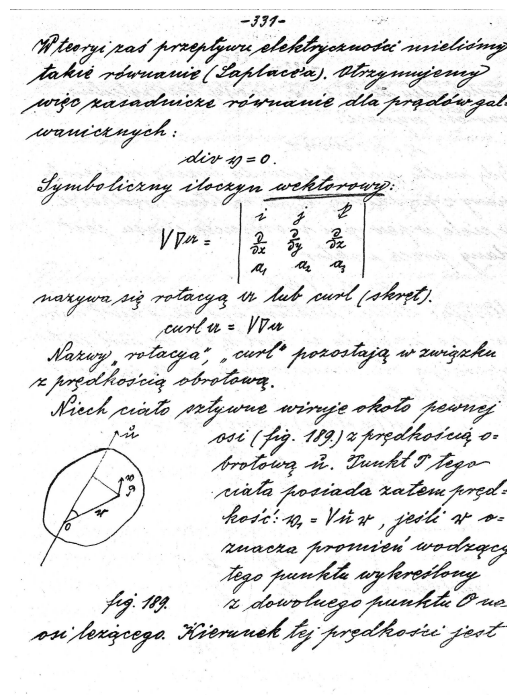 -331-
W teoryi zaś przepływu elektryczności mieliśmy
takie równanie (Laplace'a). Otrzymujemy
więc zasadnicze równanie dla prądów gal-
wanicznych:
div v = 0.
Symboliczny iloczyn wektorowy:
V∇a = | i j k |
| ∂/∂x ∂/∂y ∂/∂z |
| a₁ a₂ a₃ |
nazywa się rotacyą a lub curl (skręt).
curl a = V∇a
Nazwy „rotacya", „curl" pozostają w związku
z prędkością obrotową.
Niech ciało sztywne wiruje około pewnej
osi (fig. 189.) z prędkością o-
brotową u. Punkt P tego
ciała posiada zatem pręd-
kość: v₁ = Vur, jeśli r o-
znacza promień wodzący
tego punktu wykreślony
fig. 189. z dowolnego punktu O na
osi leżącego. Kierunek tej prędkości jest